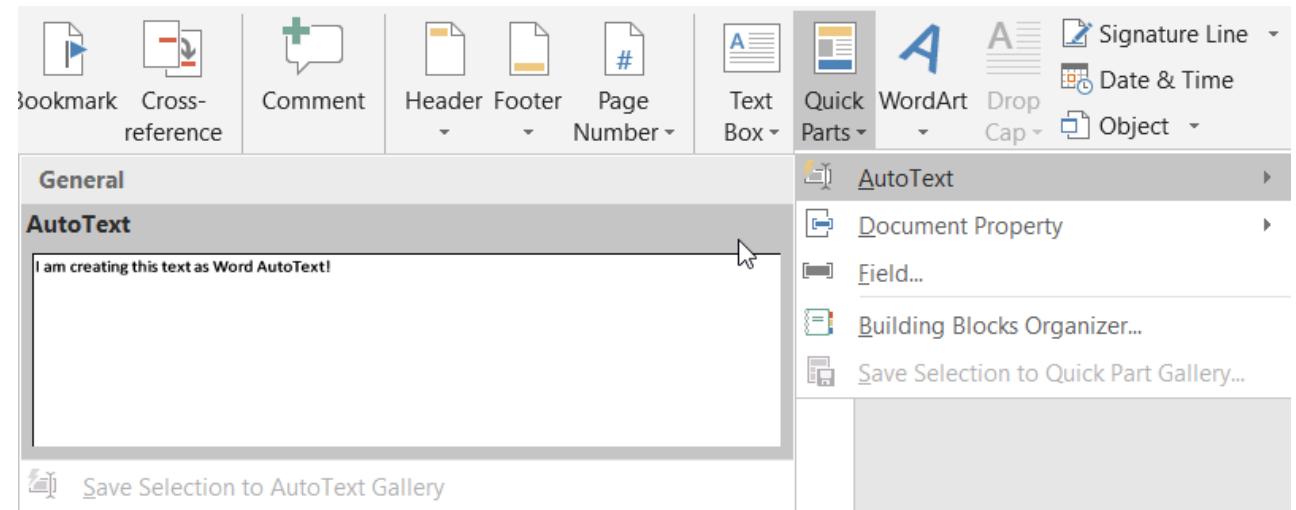 Bookmark
Cross-
reference
Comment
Header
Footer
Page
Number
Text
Box
Quick
Parts
WordArt
Drop
Cap
Signature Line
Date & Time
Object
General
AutoText
I am creating this text as Word AutoText!
Save Selection to AutoText Gallery
AutoText
Document Property
Field...
Building Blocks Organizer...
Save Selection to Quick Part Gallery...